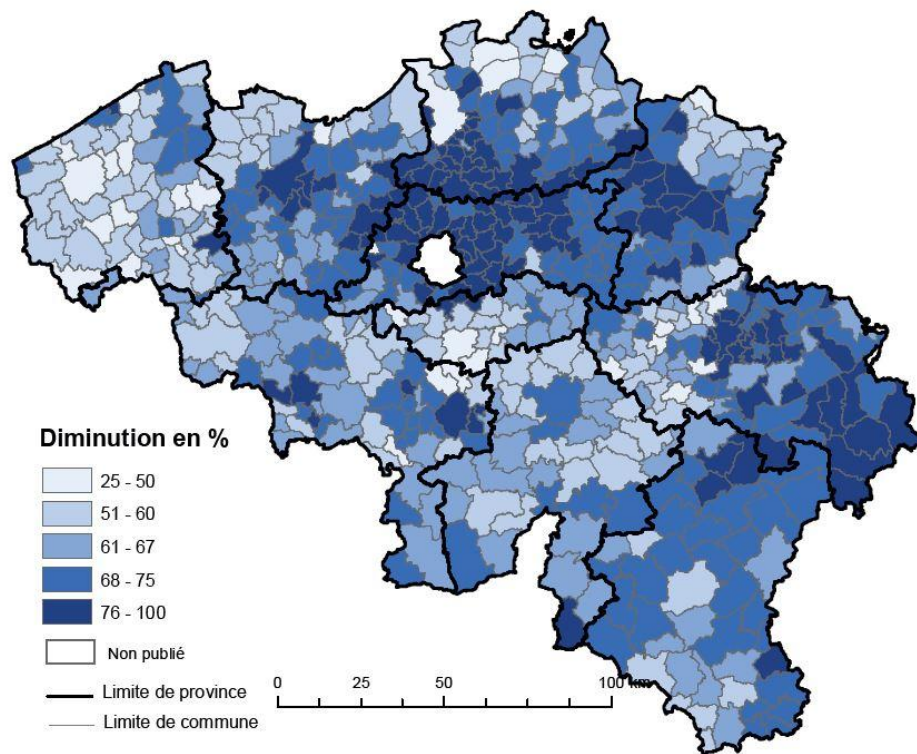 Diminution en %
25 - 50
51 - 60
61 - 67
68 - 75
76 - 100
Non publié
Limite de province
Limite de commune
0 25 50 100 km